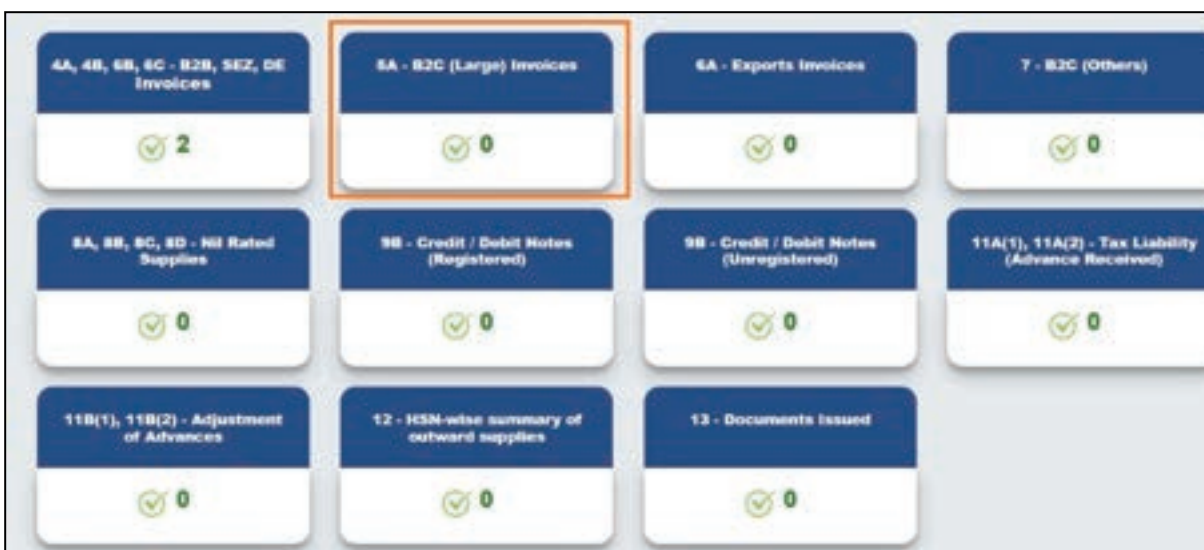 4A, 4B, 6B, 6C - B2B, SEZ, DE
Invoices
2
5A - B2C (Large) Invoices
0
6A - Exports Invoices
0
7 - B2C (Others)
0
8A, 8B, 8C, 8D - Nil Rated
Supplies
0
9B - Credit / Debit Notes
(Registered)
0
9B - Credit / Debit Notes
(Unregistered)
0
11A(1), 11A(2) - Tax Liability
(Advance Received)
0
11B(1), 11B(2) - Adjustment
of Advances
0
12 - HSN-wise summary of
outward supplies
0
13 - Documents Issued
0